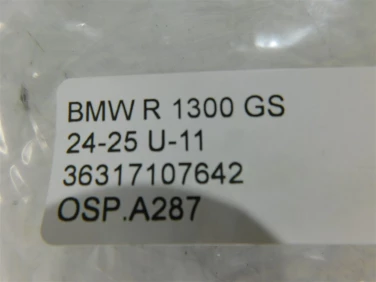 BMW R 1300 GS
24-25 U-11
36317107642
OSP.A287